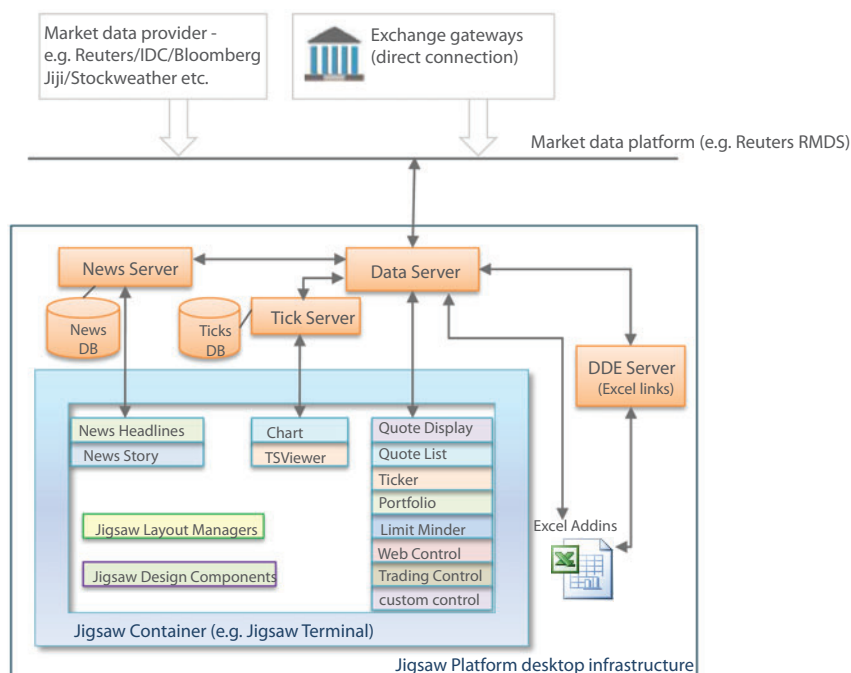 Market data provider -
e.g. Reuters/IDC/Bloomberg
Jiji/Stockweather etc.
Exchange gateways
(direct connection)
Market data platform (e.g. Reuters RMDS)
News Server
Data Server
News
DB
Ticks
DB
Tick Server
DDE Server
(Excel links)
News Headlines
News Story
Chart
TSViewer
Quote Display
Quote List
Ticker
Portfolio
Limit Minder
Web Control
Trading Control
custom control
Jigsaw Layout Managers
Jigsaw Design Components
Excel Addins
Jigsaw Container (e.g. Jigsaw Terminal)
Jigsaw Platform desktop infrastructure